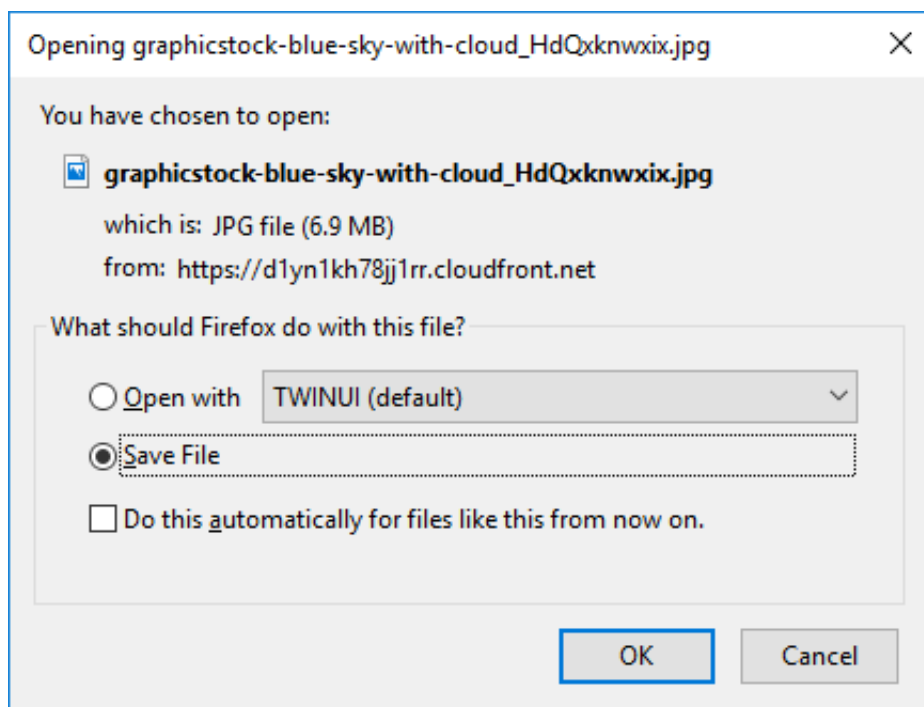 Opening graphicstock-blue-sky-with-cloud_HdQxknwxix.jpg
You have chosen to open:
graphicstock-blue-sky-with-cloud_HdQxknwxix.jpg
which is: JPG file (6.9 MB)
from: https://d1yn1kh78jj1rr.cloudfront.net
What should Firefox do with this file?
Open with TWINUI (default)
Save File
Do this automatically for files like this from now on.
OK Cancel